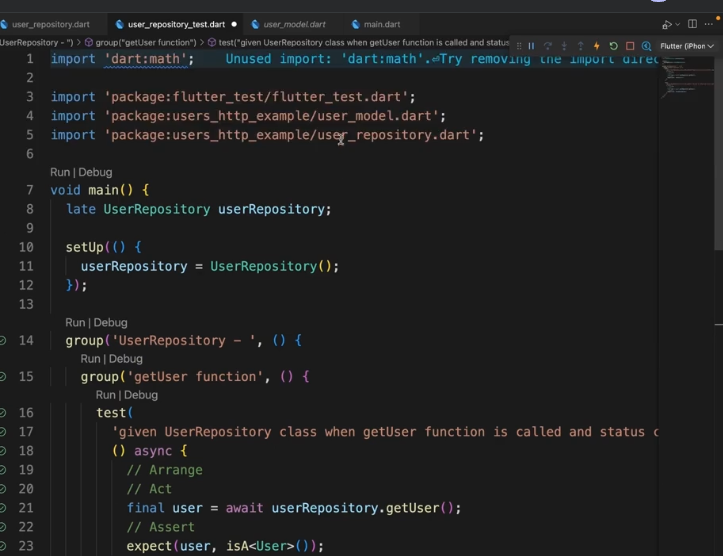 user_repository.dart user_repository_test.dart user_model.dart main.dart
UserRepository - ") > group("getUser function") > test("given UserRepository class when getUser function is called and status Flutter (iPhon
1 import 'dart:math'; Unused import: 'dart:math'.⏎Try removing the import direc
2
3 import 'package:flutter_test/flutter_test.dart';
4 import 'package:users_http_example/user_model.dart';
5 import 'package:users_http_example/user_repository.dart';
6
Run | Debug
7 void main() {
8 late UserRepository userRepository;
9
10 setUp(() {
11 userRepository = UserRepository();
12 });
13
Run | Debug
14 group('UserRepository - ', () {
Run | Debug
15 group('getUser function', () {
Run | Debug
16 test(
17 'given UserRepository class when getUser function is called and status c
18 () async {
19 // Arrange
20 // Act
21 final user = await userRepository.getUser();
22 // Assert
23 expect(user, isA<User>());